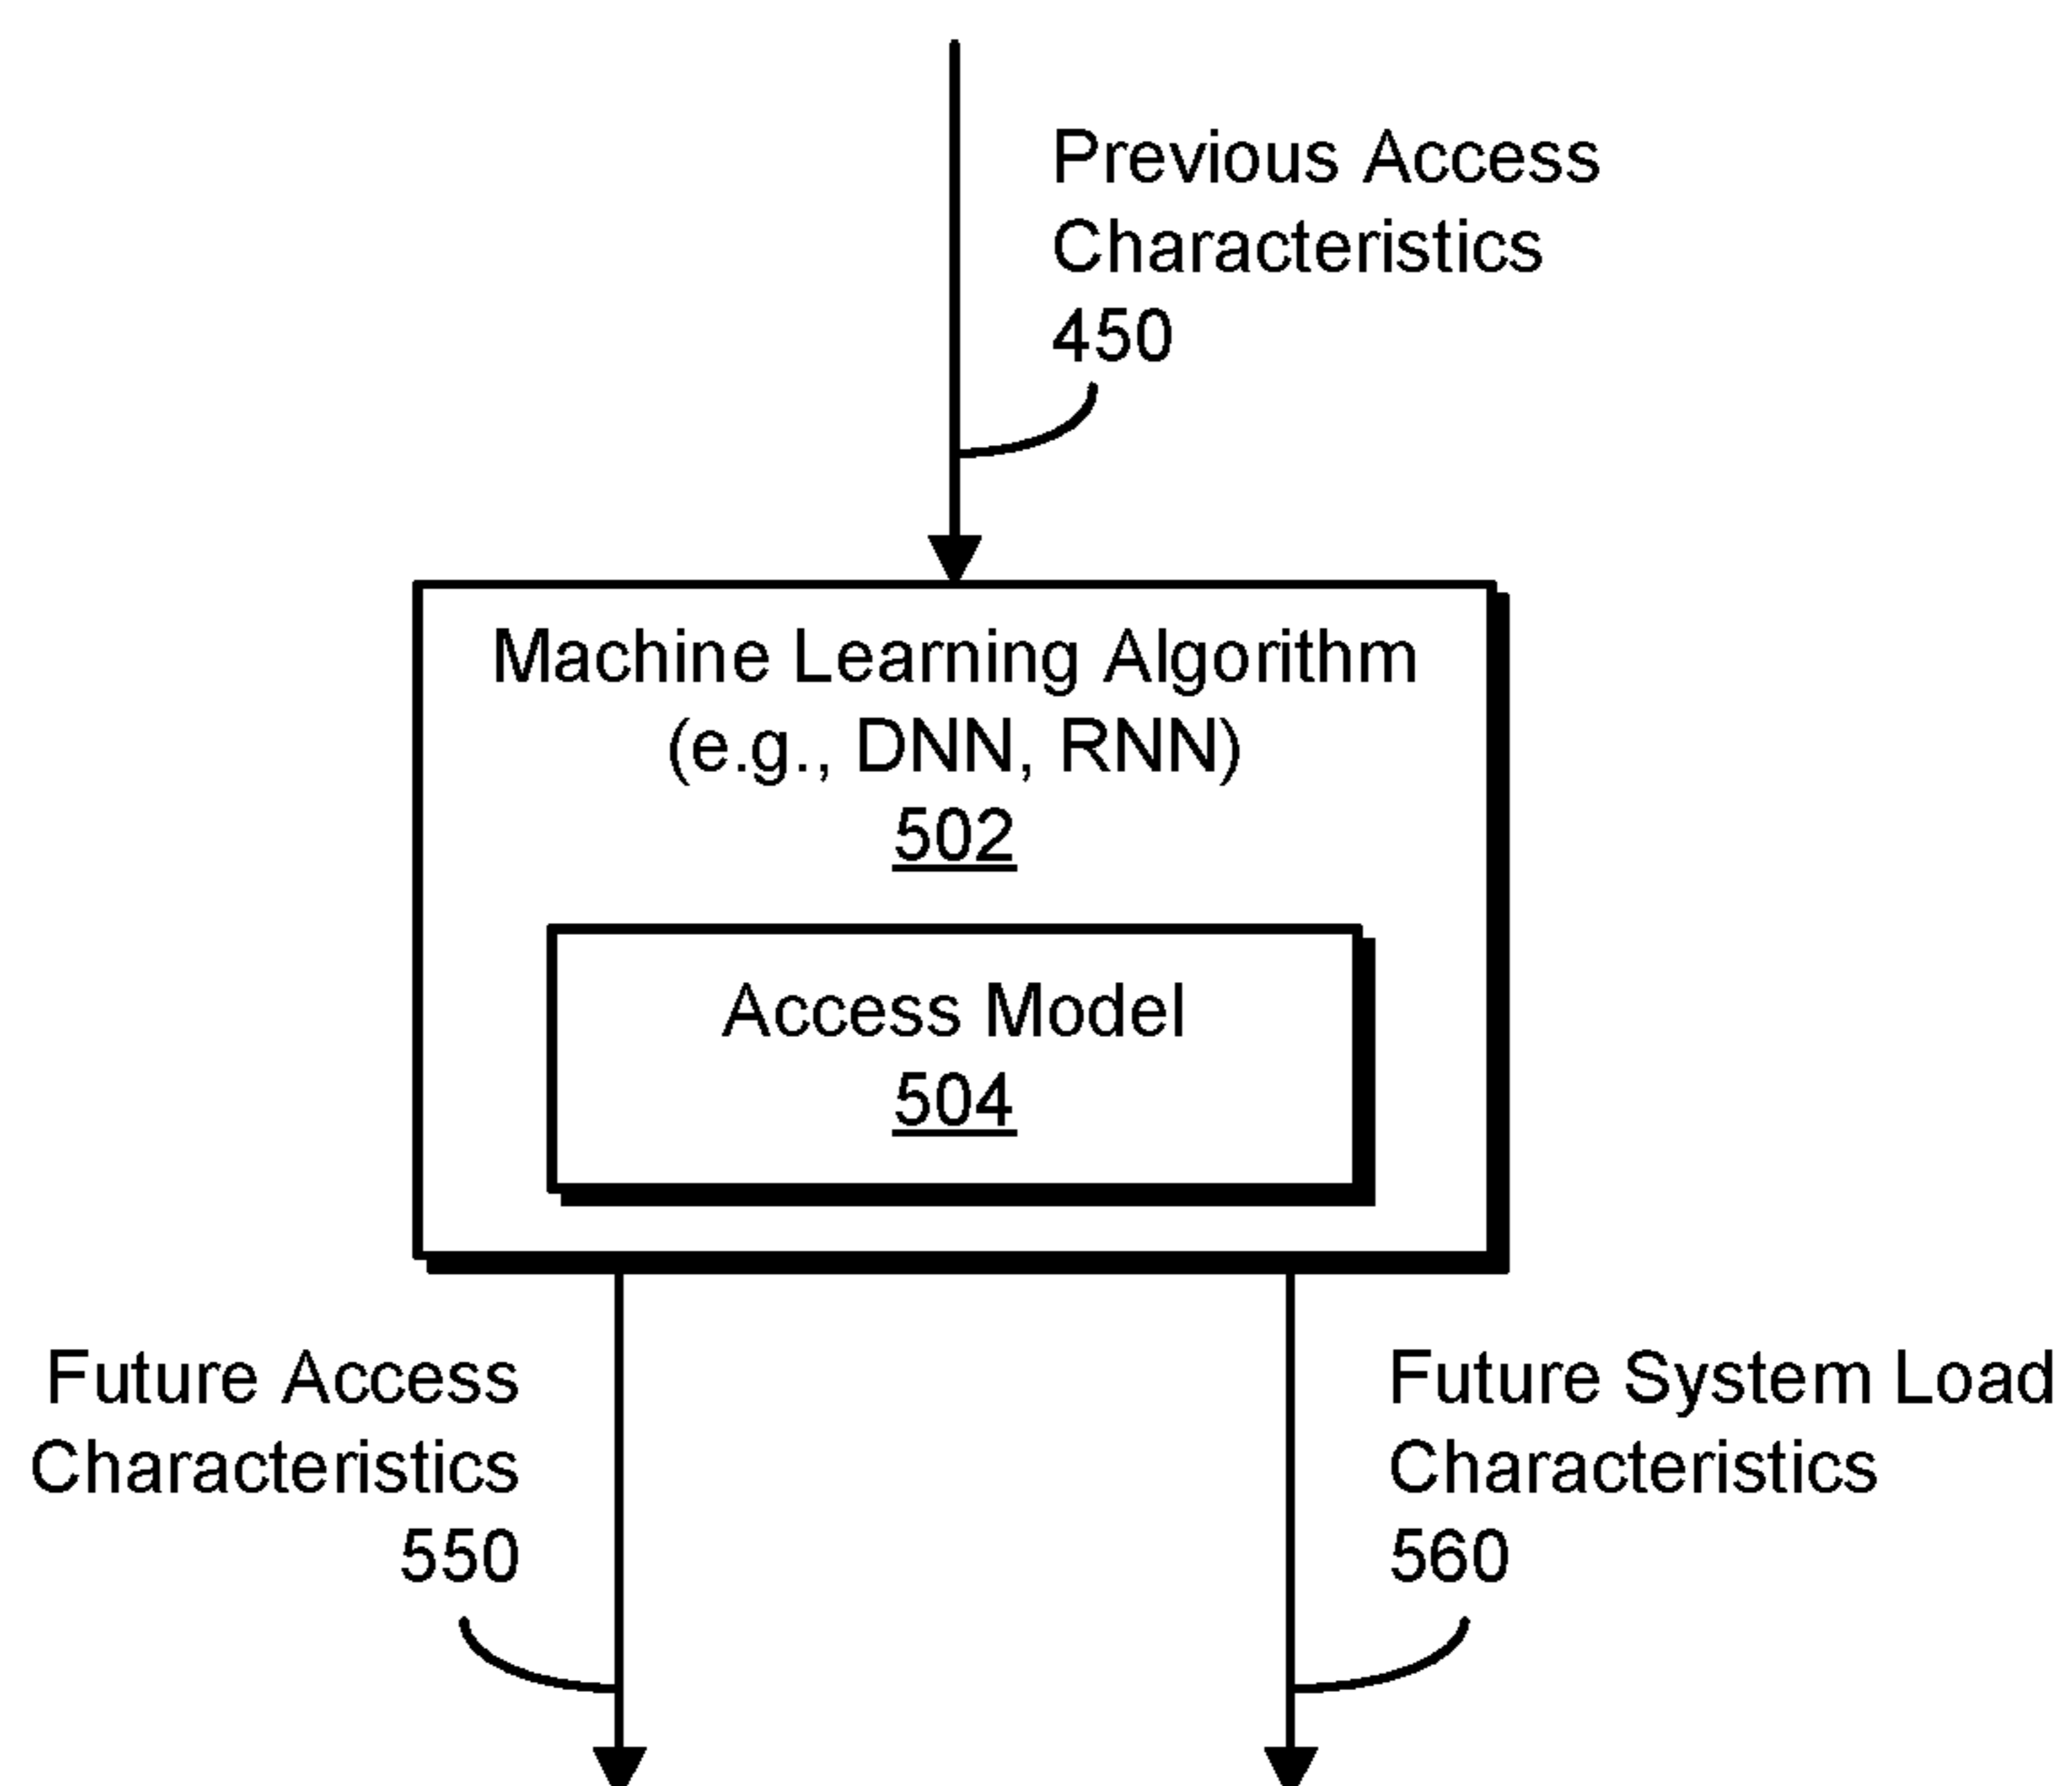 Previous Access
Characteristics
450
Machine Learning Algorithm
(e.g., DNN, RNN)
502
Access Model
504
Future Access
Characteristics
550
Future System Load
Characteristics
560